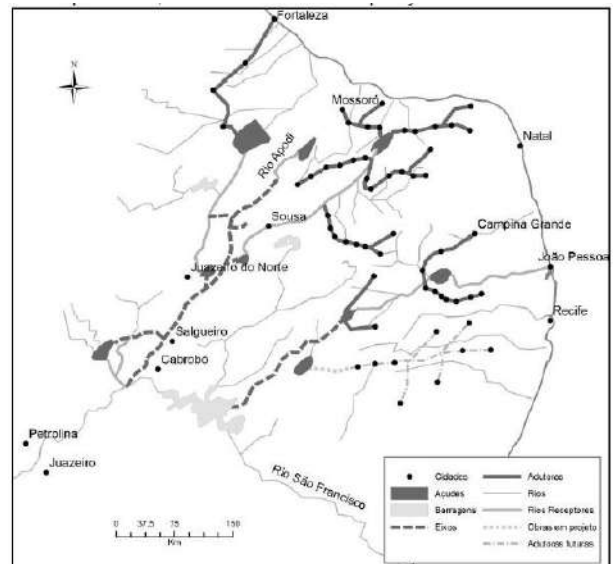 Fortaleza
N
Mossoró
Natal
Rio Apodi
Sousa
Campina Grande
João Pessoa
Juazeiro do Norte
Recife
Salgueiro
Cabrobó
Petrolina
Juazeiro
Rio São Francisco
0 37.5 75 150
Km
Cidades
Açudes
Barragens
Eixos
Adutoras
Rios
Rios Receptores
Obras em projeto
Adutoras futuras